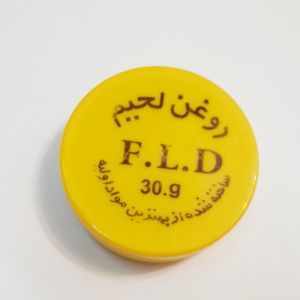 روغن لحیم
F.L.D
30.g
ساخته شده از بهترین مواد اولیه